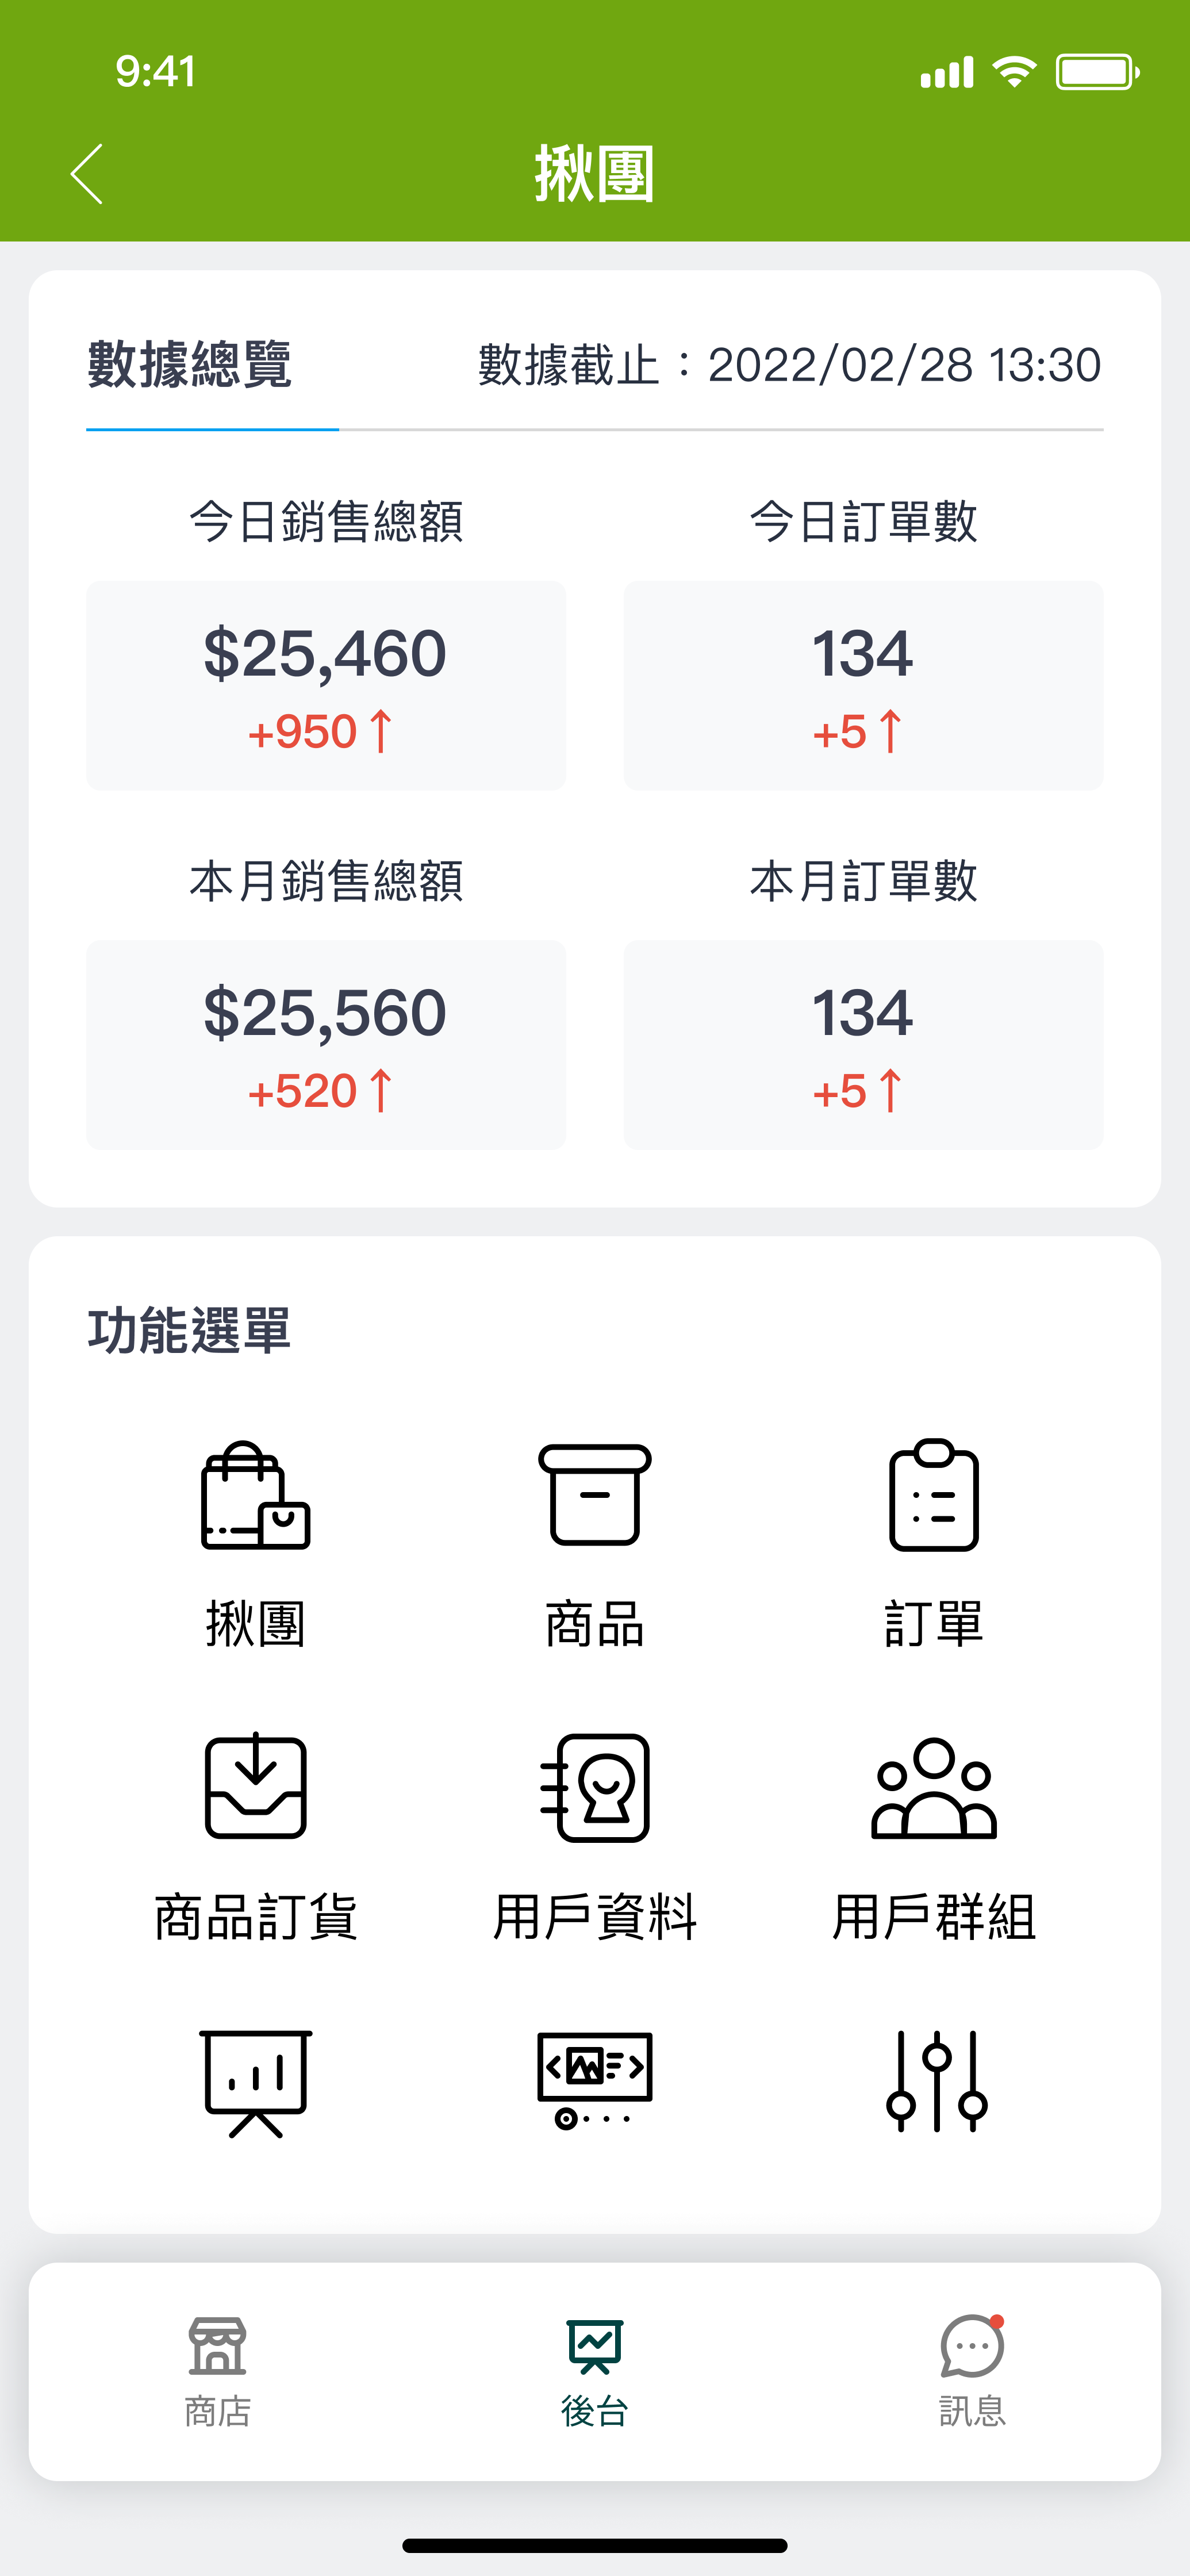 9:41
揪團
數據總覽 數據截止：2022/02/28 13:30
今日銷售總額 今日訂單數
$25,460 134
+950↑ +5↑
本月銷售總額 本月訂單數
$25,560 134
+520↑ +5↑
功能選單
揪團 商品 訂單
商品訂貨 用戶資料 用戶群組
商店 後台 訊息